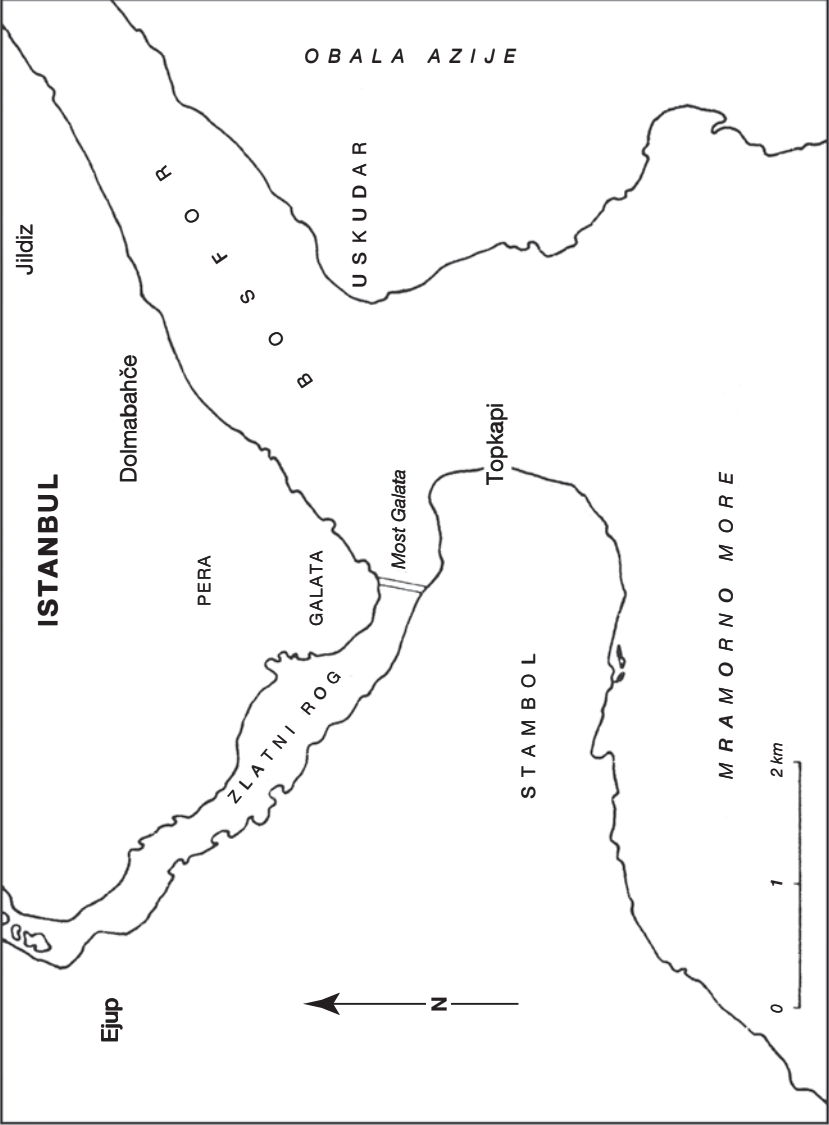 ISTANBUL
Jildiz
Dolmabahče
PERA
GALATA
Ejup
ZLATNI ROG
Most Galata
BOSFOR
OBALA AZIJE
USKUDAR
Topkapi
STAMBOL
MRAMORNO MORE
N
0 1 2 km